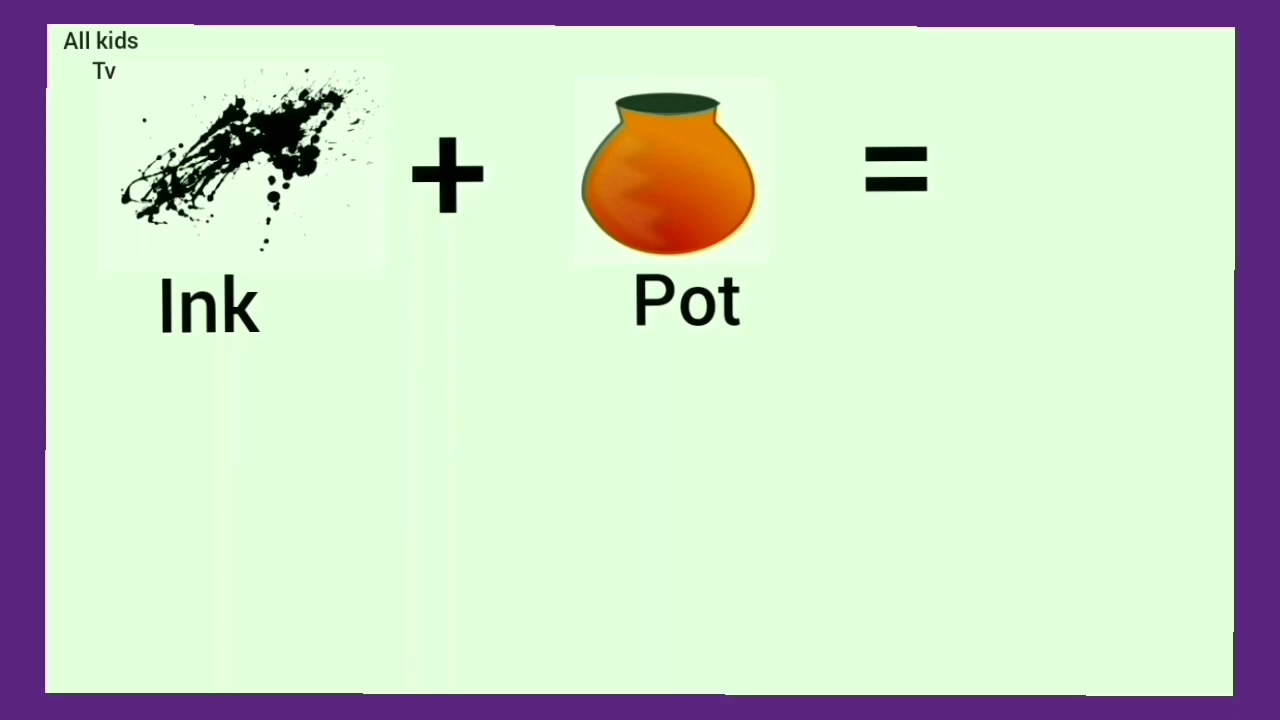 All kids
Tv
+ =
Ink Pot